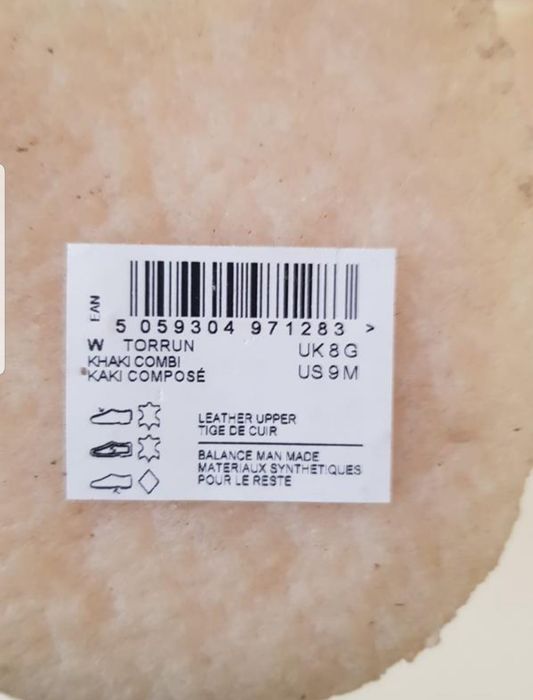 EAN
5 059304 971283 >
W TORRUN UK 8 G
KHAKI COMBI
KAKI COMPOSÉ US 9 M
LEATHER UPPER
TIGE DE CUIR
BALANCE MAN MADE
MATERIAUX SYNTHETIQUES
POUR LE RESTE